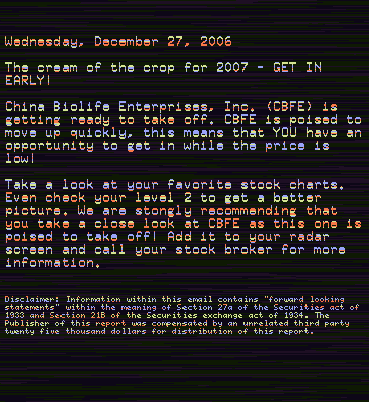 Wednesday, December 27, 2006
The cream of the crop for 2007 - GET IN
EARLY!
China Biolife Enterprises, Inc. (CBFE) is
getting ready to take off. CBFE is poised to
move up quickly, this means that YOU have an
opportunity to get in while the price is
low!
Take a look at your favorite stock charts.
Even check your level 2 to get a better
picture. We are stongly recommending that
you take a close look at CBFE as this one is
poised to take off! Add it to your radar
screen and call your stock broker for more
information.
Disclaimer: Information within this email contains "forward looking
statements" within the meaning of Section 27a of the Securities act of
1933 and Section 21B of the Securities exchange act of 1934. The
Publisher of this report was compensated by an unrelated third party
twenty five thousand dollars for distribution of this report.